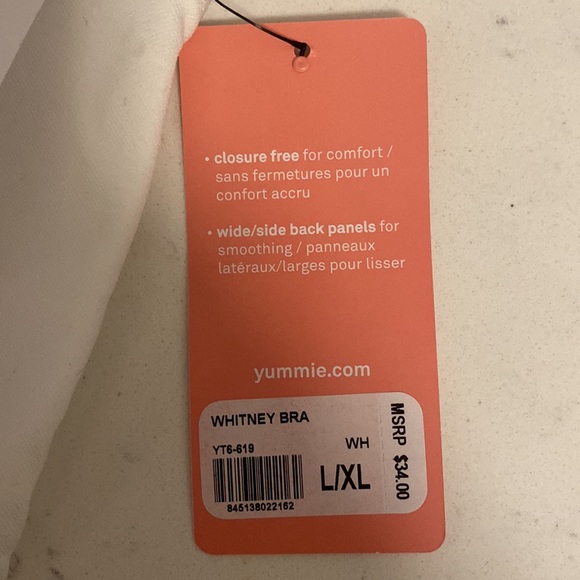 • closure free for comfort /
sans fermetures pour un
confort accru
• wide/side back panels for
smoothing / panneaux
latéraux/larges pour lisser
yummie.com
WHITNEY BRA
YT6-619
WH
L/XL
845138022162
MSRP $34.00